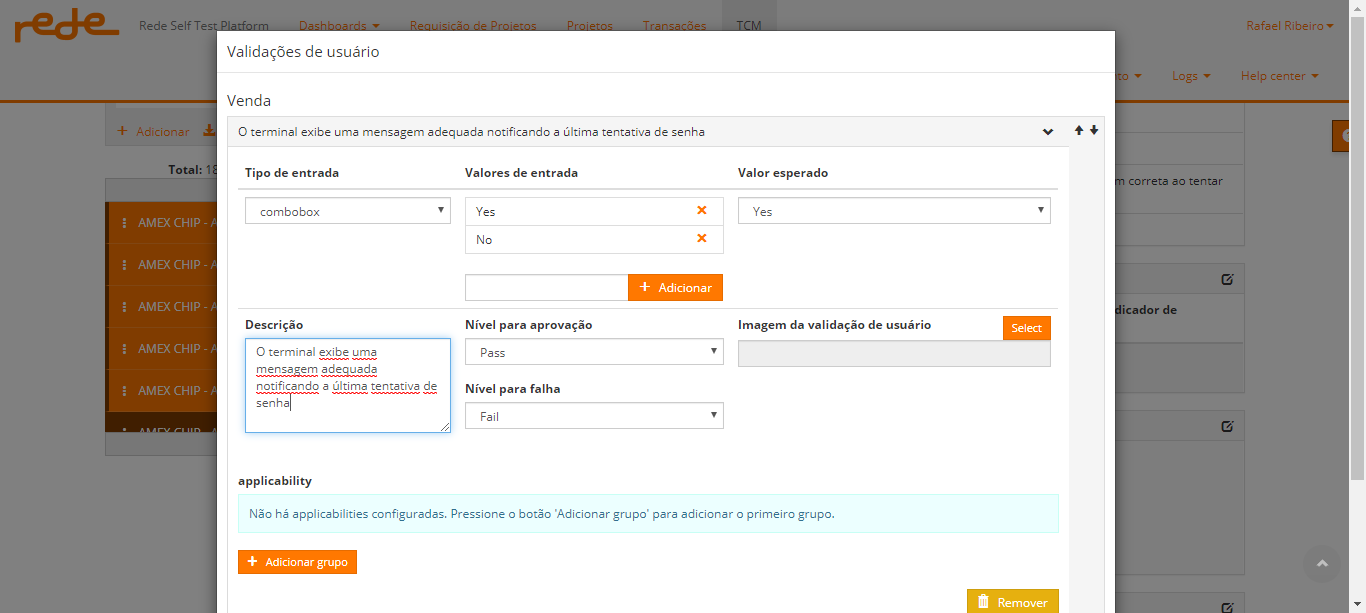 rede
Rede Self Test Platform Dashboards Requisição de Projetos Projetos Transações TCM Rafael Ribeiro
Logs Help center
Validações de usuário
Venda
Adicionar
O terminal exibe uma mensagem adequada notificando a última tentativa de senha
Total: 18
Tipo de entrada Valores de entrada Valor esperado
m correta ao tentar
combobox Yes Yes
AMEX CHIP - A
No
AMEX CHIP - A
+ Adicionar
AMEX CHIP - A
dicador de
Descrição Nível para aprovação Imagem da validação de usuário Select
AMEX CHIP - A
O terminal exibe uma
mensagem adequada
notificando a última tentativa de
senha
Pass
AMEX CHIP - A
Nível para falha
Fail
AMEX CHIP - A
applicability
Não há applicabilities configuradas. Pressione o botão 'Adicionar grupo' para adicionar o primeiro grupo.
+ Adicionar grupo
Remover